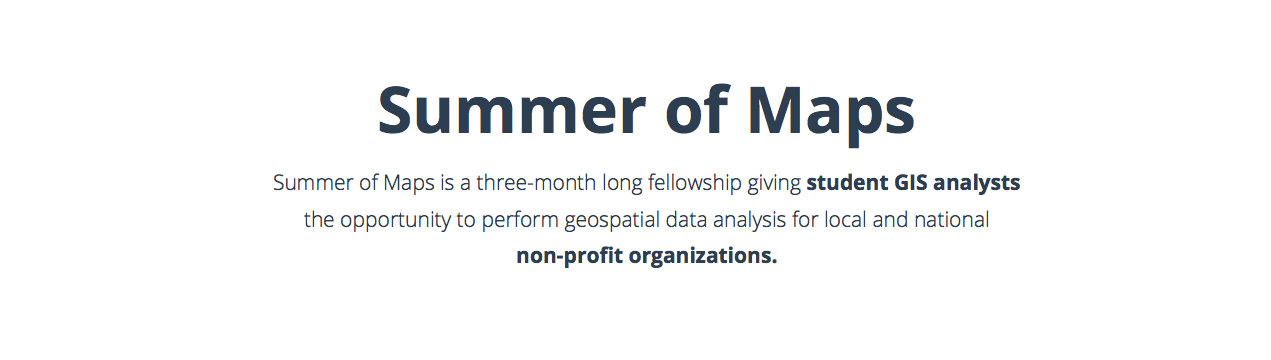 Summer of Maps
Summer of Maps is a three-month long fellowship giving student GIS analysts
the opportunity to perform geospatial data analysis for local and national
non-profit organizations.